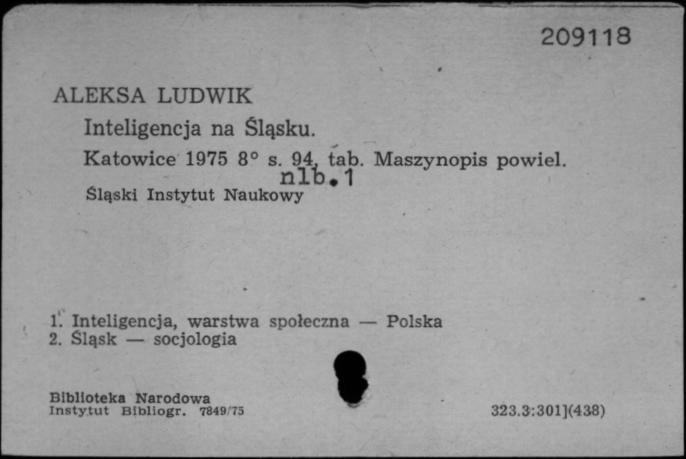 209118
ALEKSA LUDWIK
Inteligencja na Śląsku.
Katowice 1975 8° s. 94, tab. Maszynopis powiel.
nlb.1
Śląski Instytut Naukowy
1. Inteligencja, warstwa społeczna — Polska
2. Śląsk — socjologia
Biblioteka Narodowa
Instytut Bibliogr. 7849/75
323.3:301](438)